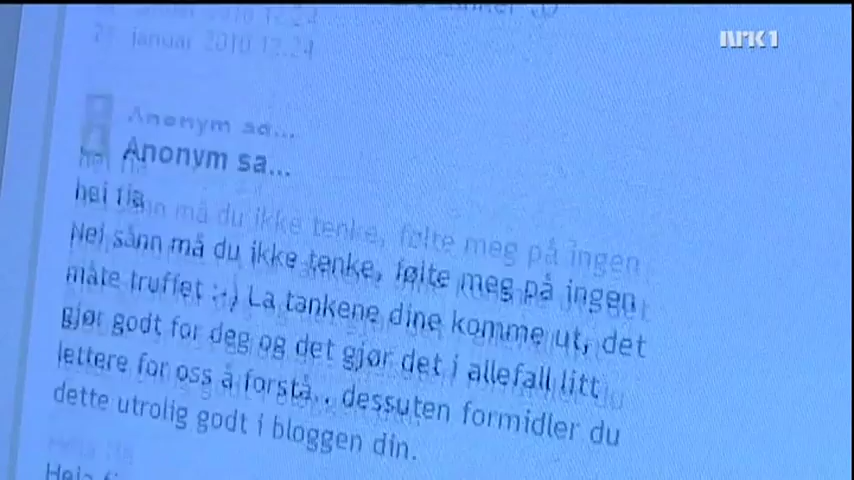 januar 2010 12.24
NRK1
Anonym sa...
hei tia
Nei sånn må du ikke tenke, følte meg på ingen
måte truffet :-) La tankene dine komme ut, det
gjør godt for deg og det gjør det i allefall litt
lettere for oss å forstå.. dessuten formidler du
dette utrolig godt i bloggen din.
Heia